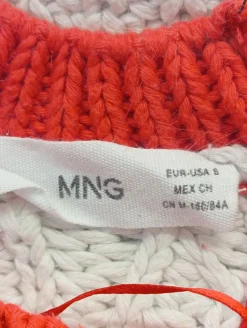 MNG
EUR-USA S
MEX CH
CN M-160/84A